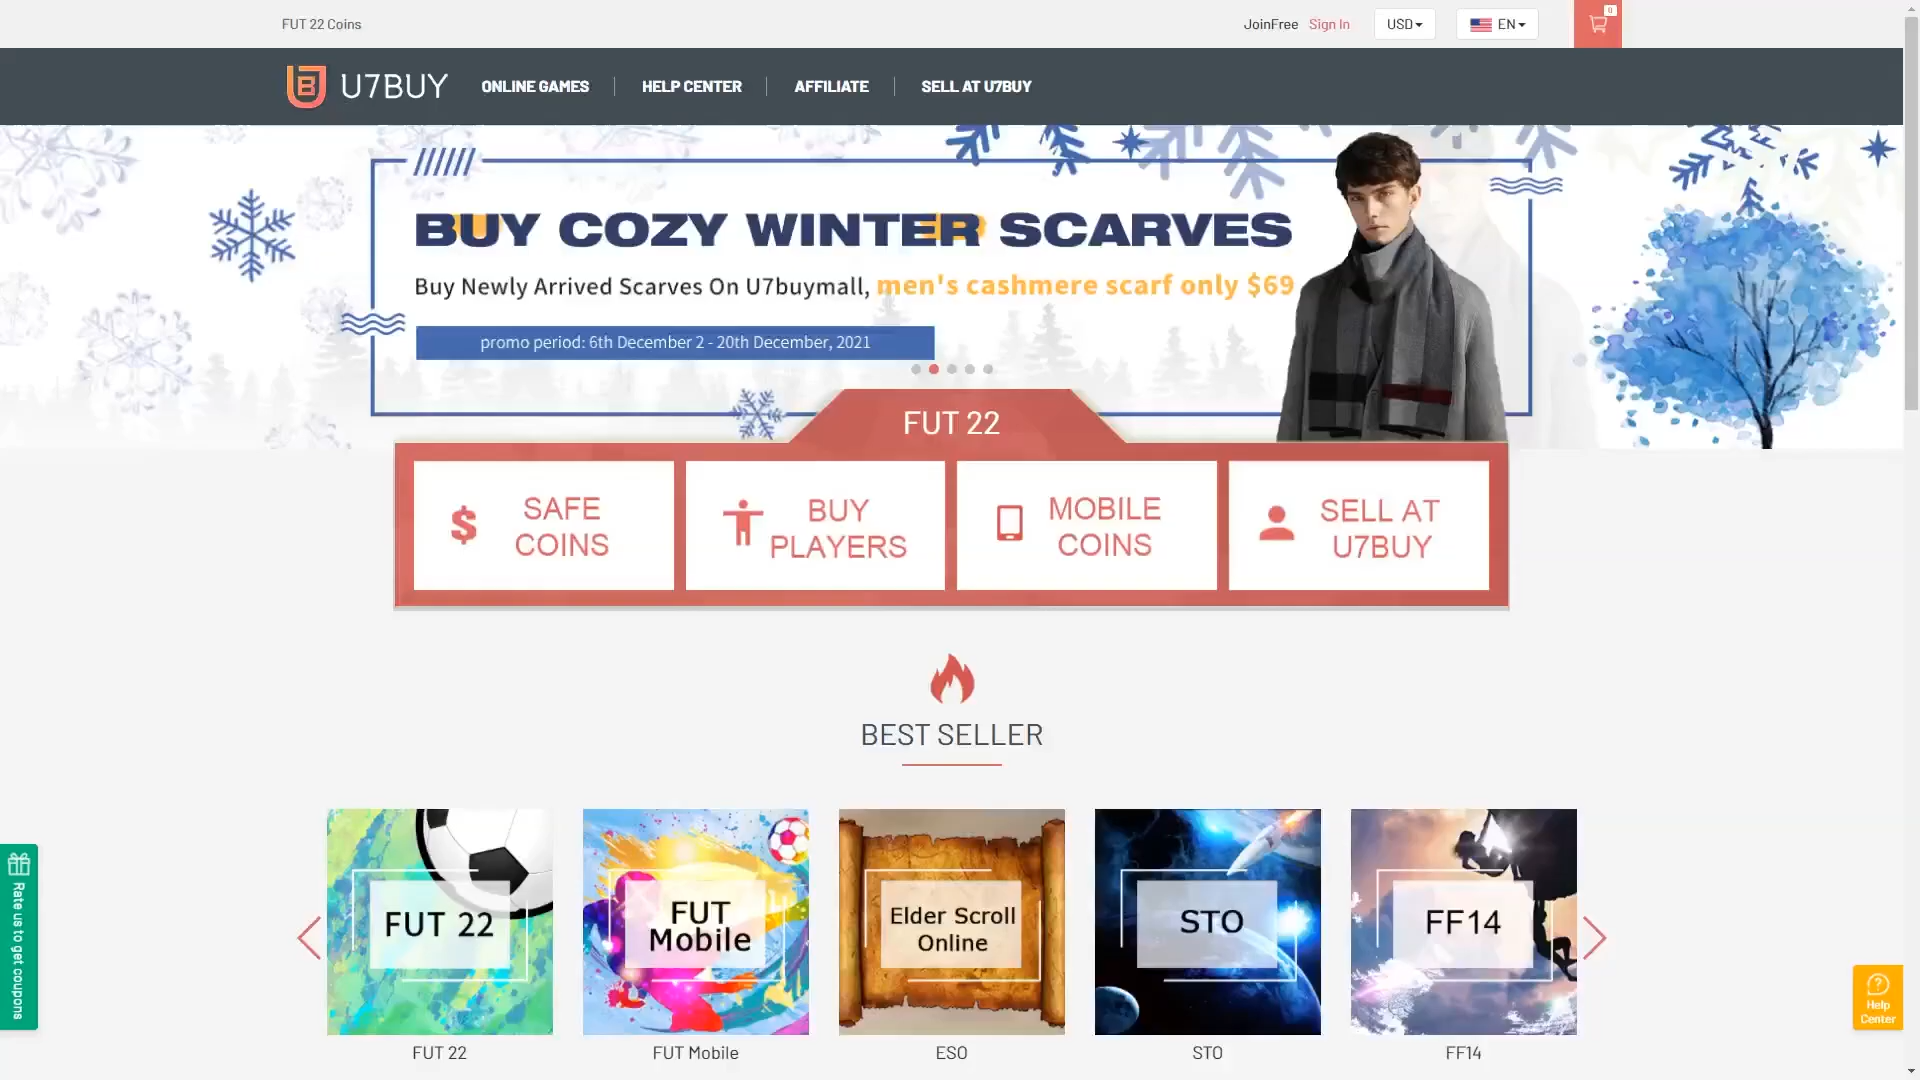 FUT 22 Coins
JoinFree Sign In
USD
EN
0
U7BUY
ONLINE GAMES
HELP CENTER
AFFILIATE
SELL AT U7BUY
BUY COZY WINTER SCARVES
Buy Newly Arrived Scarves On U7buymall, men's cashmere scarf only $69
promo period: 6th December 2 - 20th December, 2021
FUT 22
SAFE
COINS
BUY
PLAYERS
MOBILE
COINS
SELL AT
U7BUY
BEST SELLER
FUT 22
FUT
Mobile
Elder Scroll
Online
STO
FF14
FUT 22
FUT Mobile
ESO
STO
FF14
Rate us to get coupons
Help
Center